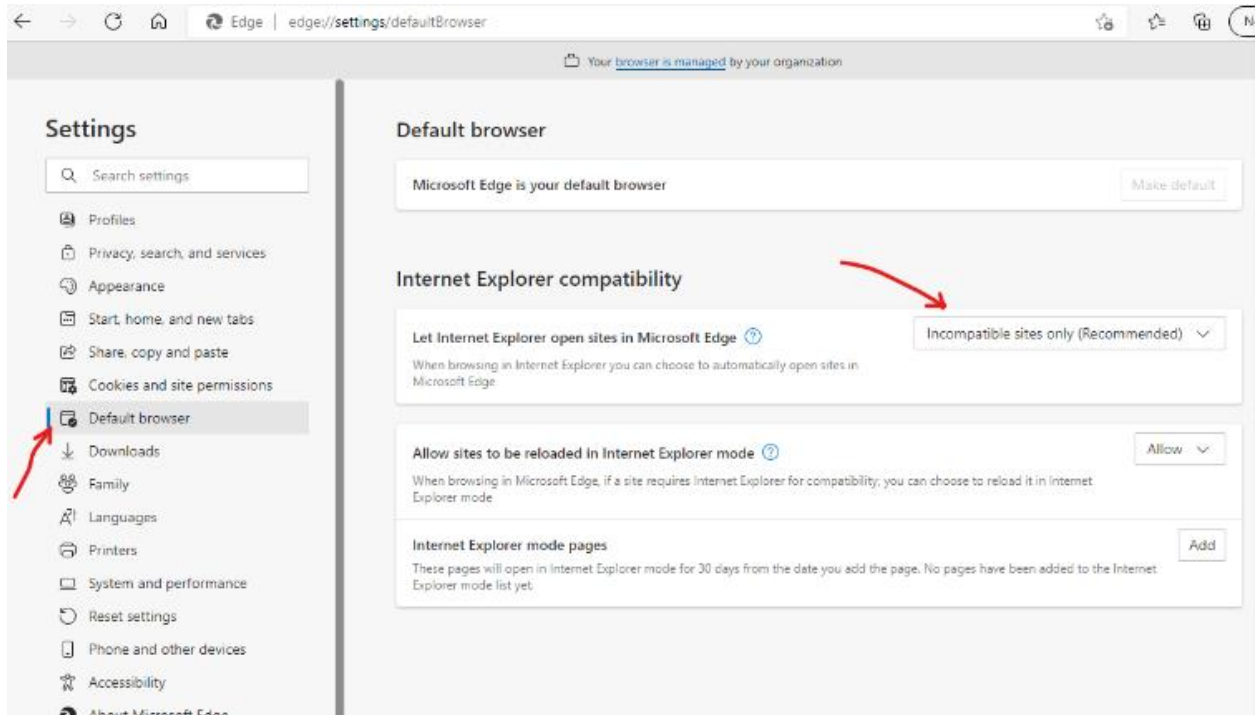 Edge | edge://settings/defaultBrowser
Your browser is managed by your organization
Settings
Search settings
Profiles
Privacy, search, and services
Appearance
Start, home, and new tabs
Share, copy and paste
Cookies and site permissions
Default browser
Downloads
Family
Languages
Printers
System and performance
Reset settings
Phone and other devices
Accessibility
About Microsoft Edge
Default browser
Microsoft Edge is your default browser
Make default
Internet Explorer compatibility
Let Internet Explorer open sites in Microsoft Edge
Incompatible sites only (Recommended)
When browsing in Internet Explorer you can choose to automatically open sites in
Microsoft Edge
Allow sites to be reloaded in Internet Explorer mode
Allow
When browsing in Microsoft Edge, if a site requires Internet Explorer for compatibility, you can choose to reload it in Internet
Explorer mode
Internet Explorer mode pages
Add
These pages will open in Internet Explorer mode for 30 days from the date you add the page. No pages have been added to the Internet
Explorer mode list yet.